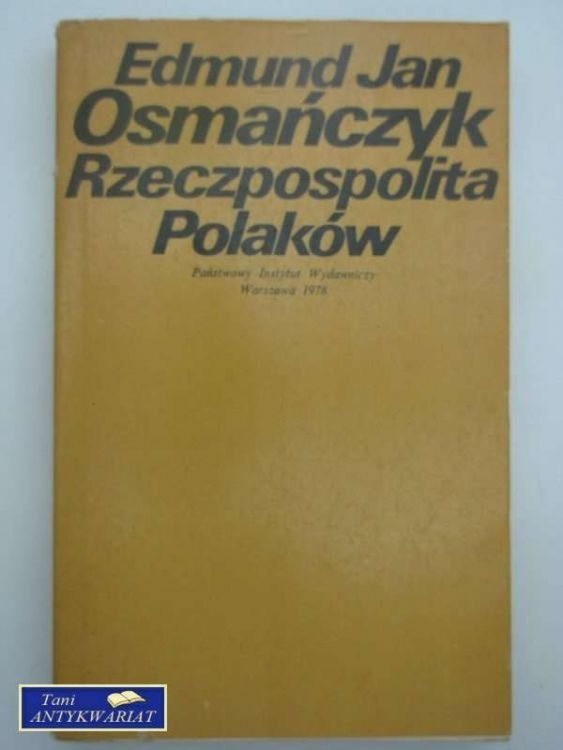 Edmund Jan
Osmańczyk
Rzeczpospolita
Polaków
Państwowy Instytut Wydawniczy
Warszawa 1978
Tani
ANTYKWARIAT